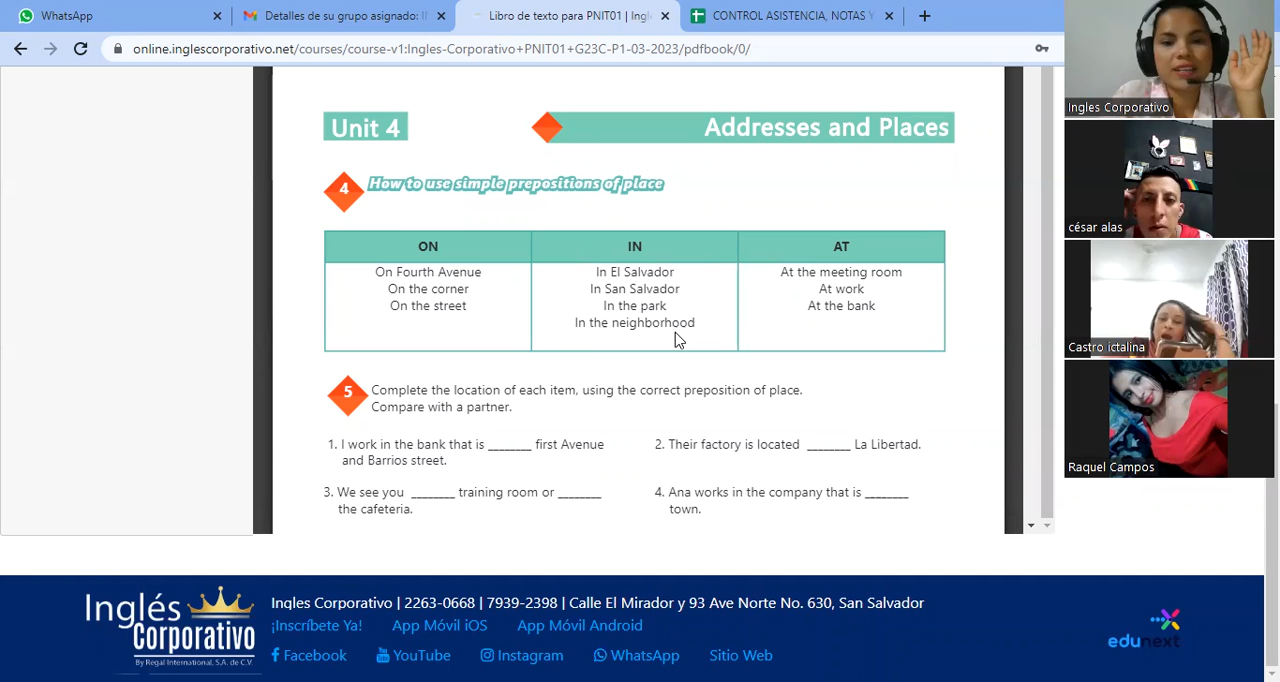 WhatsApp
Detalles de su grupo asignado: I
Libro de texto para PNIT01 | Ingl
CONTROL ASISTENCIA, NOTAS Y
online.inglescorporativo.net/courses/course-v1:Ingles-Corporativo+PNIT01+G23C-P1-03-2023/pdfbook/0/
Unit 4
Addresses and Places
4
How to use simple prepositions of place
ON
IN
AT
On Fourth Avenue
On the corner
On the street
In El Salvador
In San Salvador
In the park
In the neighborhood
At the meeting room
At work
At the bank
5
Complete the location of each item, using the correct preposition of place.
Compare with a partner.
1. I work in the bank that is ________ first Avenue
and Barrios street.
2. Their factory is located ________ La Libertad.
3. We see you ________ training room or ________
the cafeteria.
4. Ana works in the company that is ________
town.
Ingles Corporativo
césar alas
Castro ictalina
Raquel Campos
Inglés
Corporativo
By Regal International, S.A. de C.V.
Ingles Corporativo | 2263-0668 | 7939-2398 | Calle El Mirador y 93 Ave Norte No. 630, San Salvador
¡Inscríbete Ya! App Móvil iOS App Móvil Android
Facebook YouTube Instagram WhatsApp Sitio Web
edunext